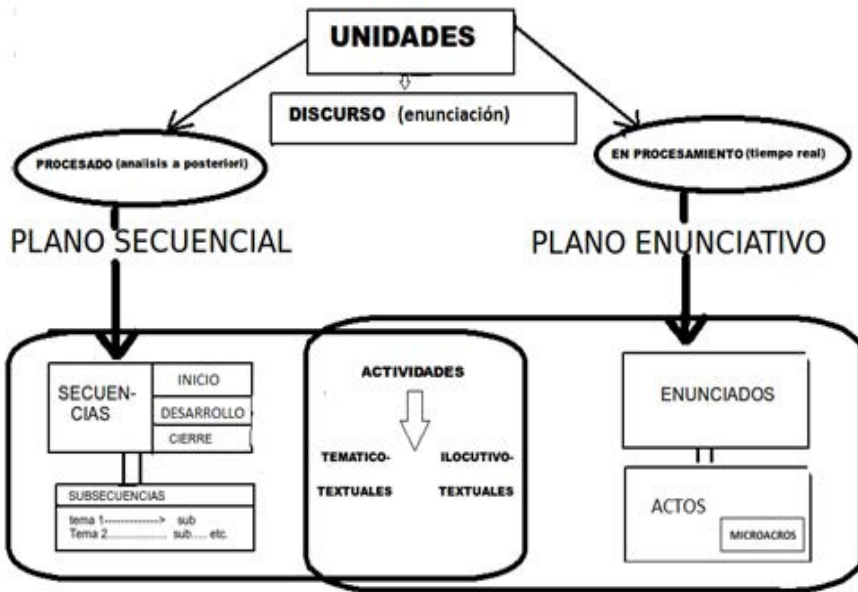 UNIDADES
DISCURSO (enunciación)
PROCESADO (analisis a posteriori)
EN PROCESAMIENTO (tiempo real)
PLANO SECUENCIAL
PLANO ENUNCIATIVO
SECUEN-
CIAS
INICIO
DESARROLLO
CIERRE
SUBSECUENCIAS
tema 1--------------> sub
Tema 2.................... sub..... etc.
ACTIVIDADES
TEMATICO-
TEXTUALES
ILOCUTIVO-
TEXTUALES
ENUNCIADOS
ACTOS
MICROACROS